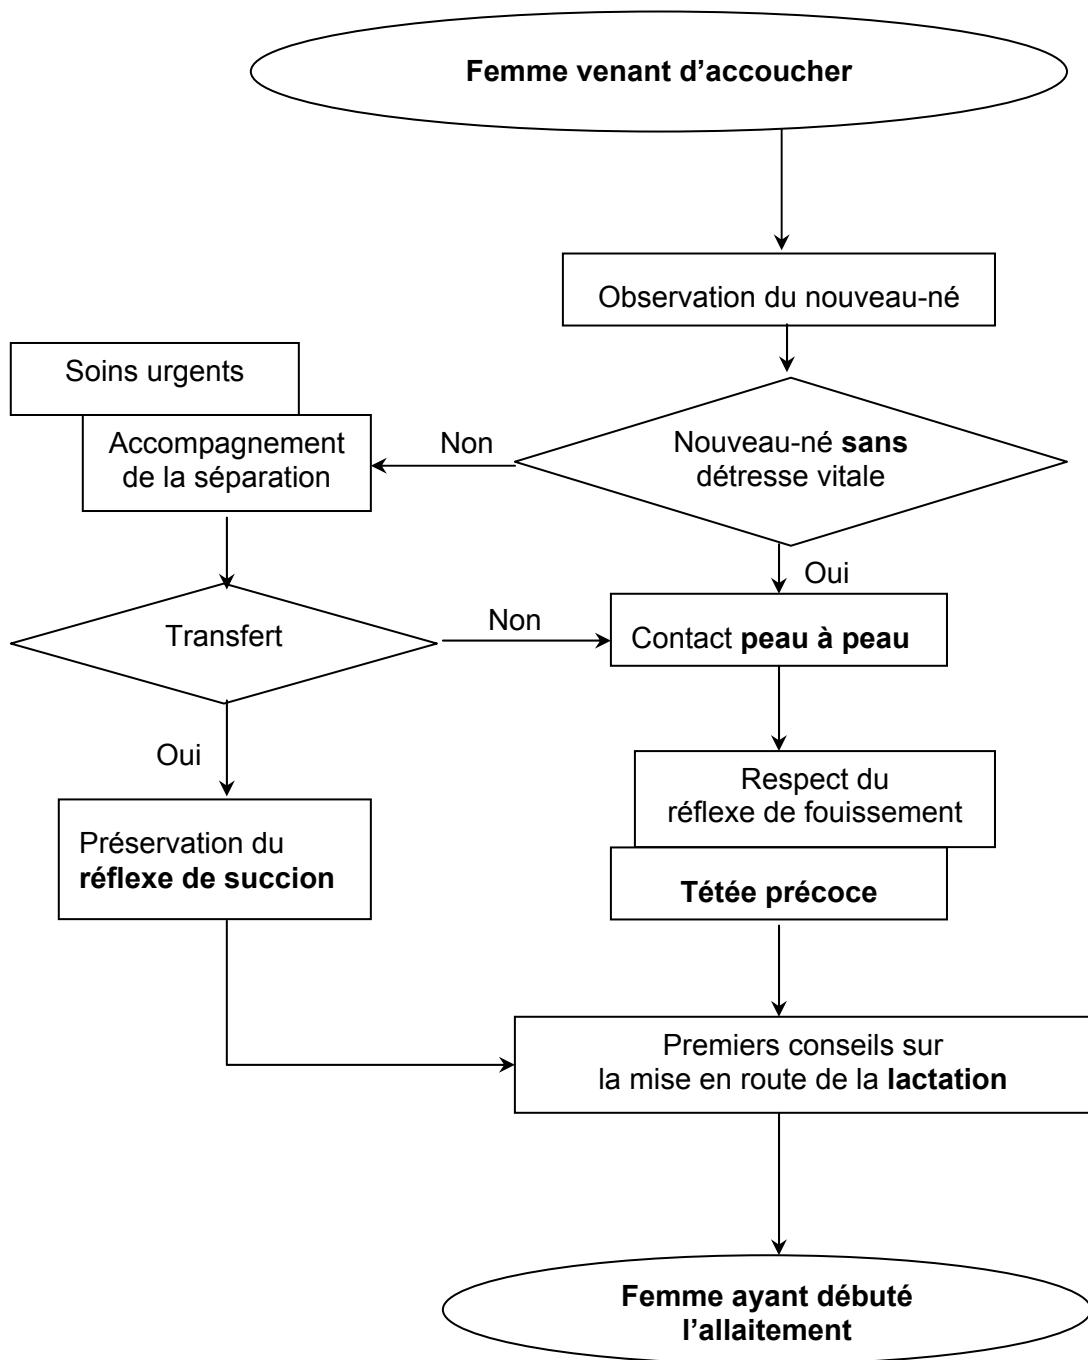 Femme venant d’accoucher
Observation du nouveau-né
Soins urgents
Accompagnement
de la séparation
Non
Nouveau-né sans
détresse vitale
Oui
Transfert
Non
Contact peau à peau
Oui
Respect du
réflexe de fouissement
Préservation du
réflexe de succion
Tétée précoce
Premiers conseils sur
la mise en route de la lactation
Femme ayant débuté
l’allaitement